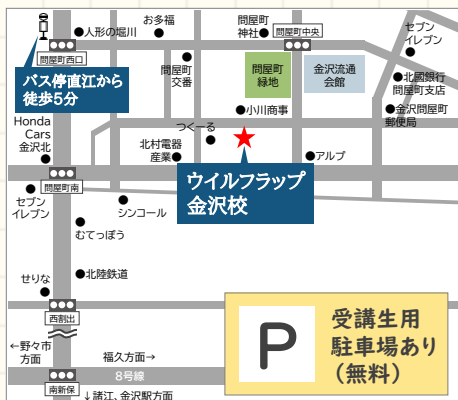 お多福
人形の堀川
問屋町
神社
問屋町中央
セブン
イレブン
問屋町西口
バス停直江から
徒歩5分
問屋町
交番
問屋町
緑地
金沢流通
会館
北國銀行
問屋町支店
小川商事
金沢問屋町
郵便局
Honda
Cars
金沢北
つくーる
北村電器
産業
アルプ
ウイルフラップ
金沢校
問屋町南
セブン
イレブン
シンコール
むてっぽう
北陸鉄道
せりな
西割出
P
受講生用
駐車場あり
(無料)
←野々市
方面
福久方面→
8号線
南新保
↓諸江、金沢駅方面